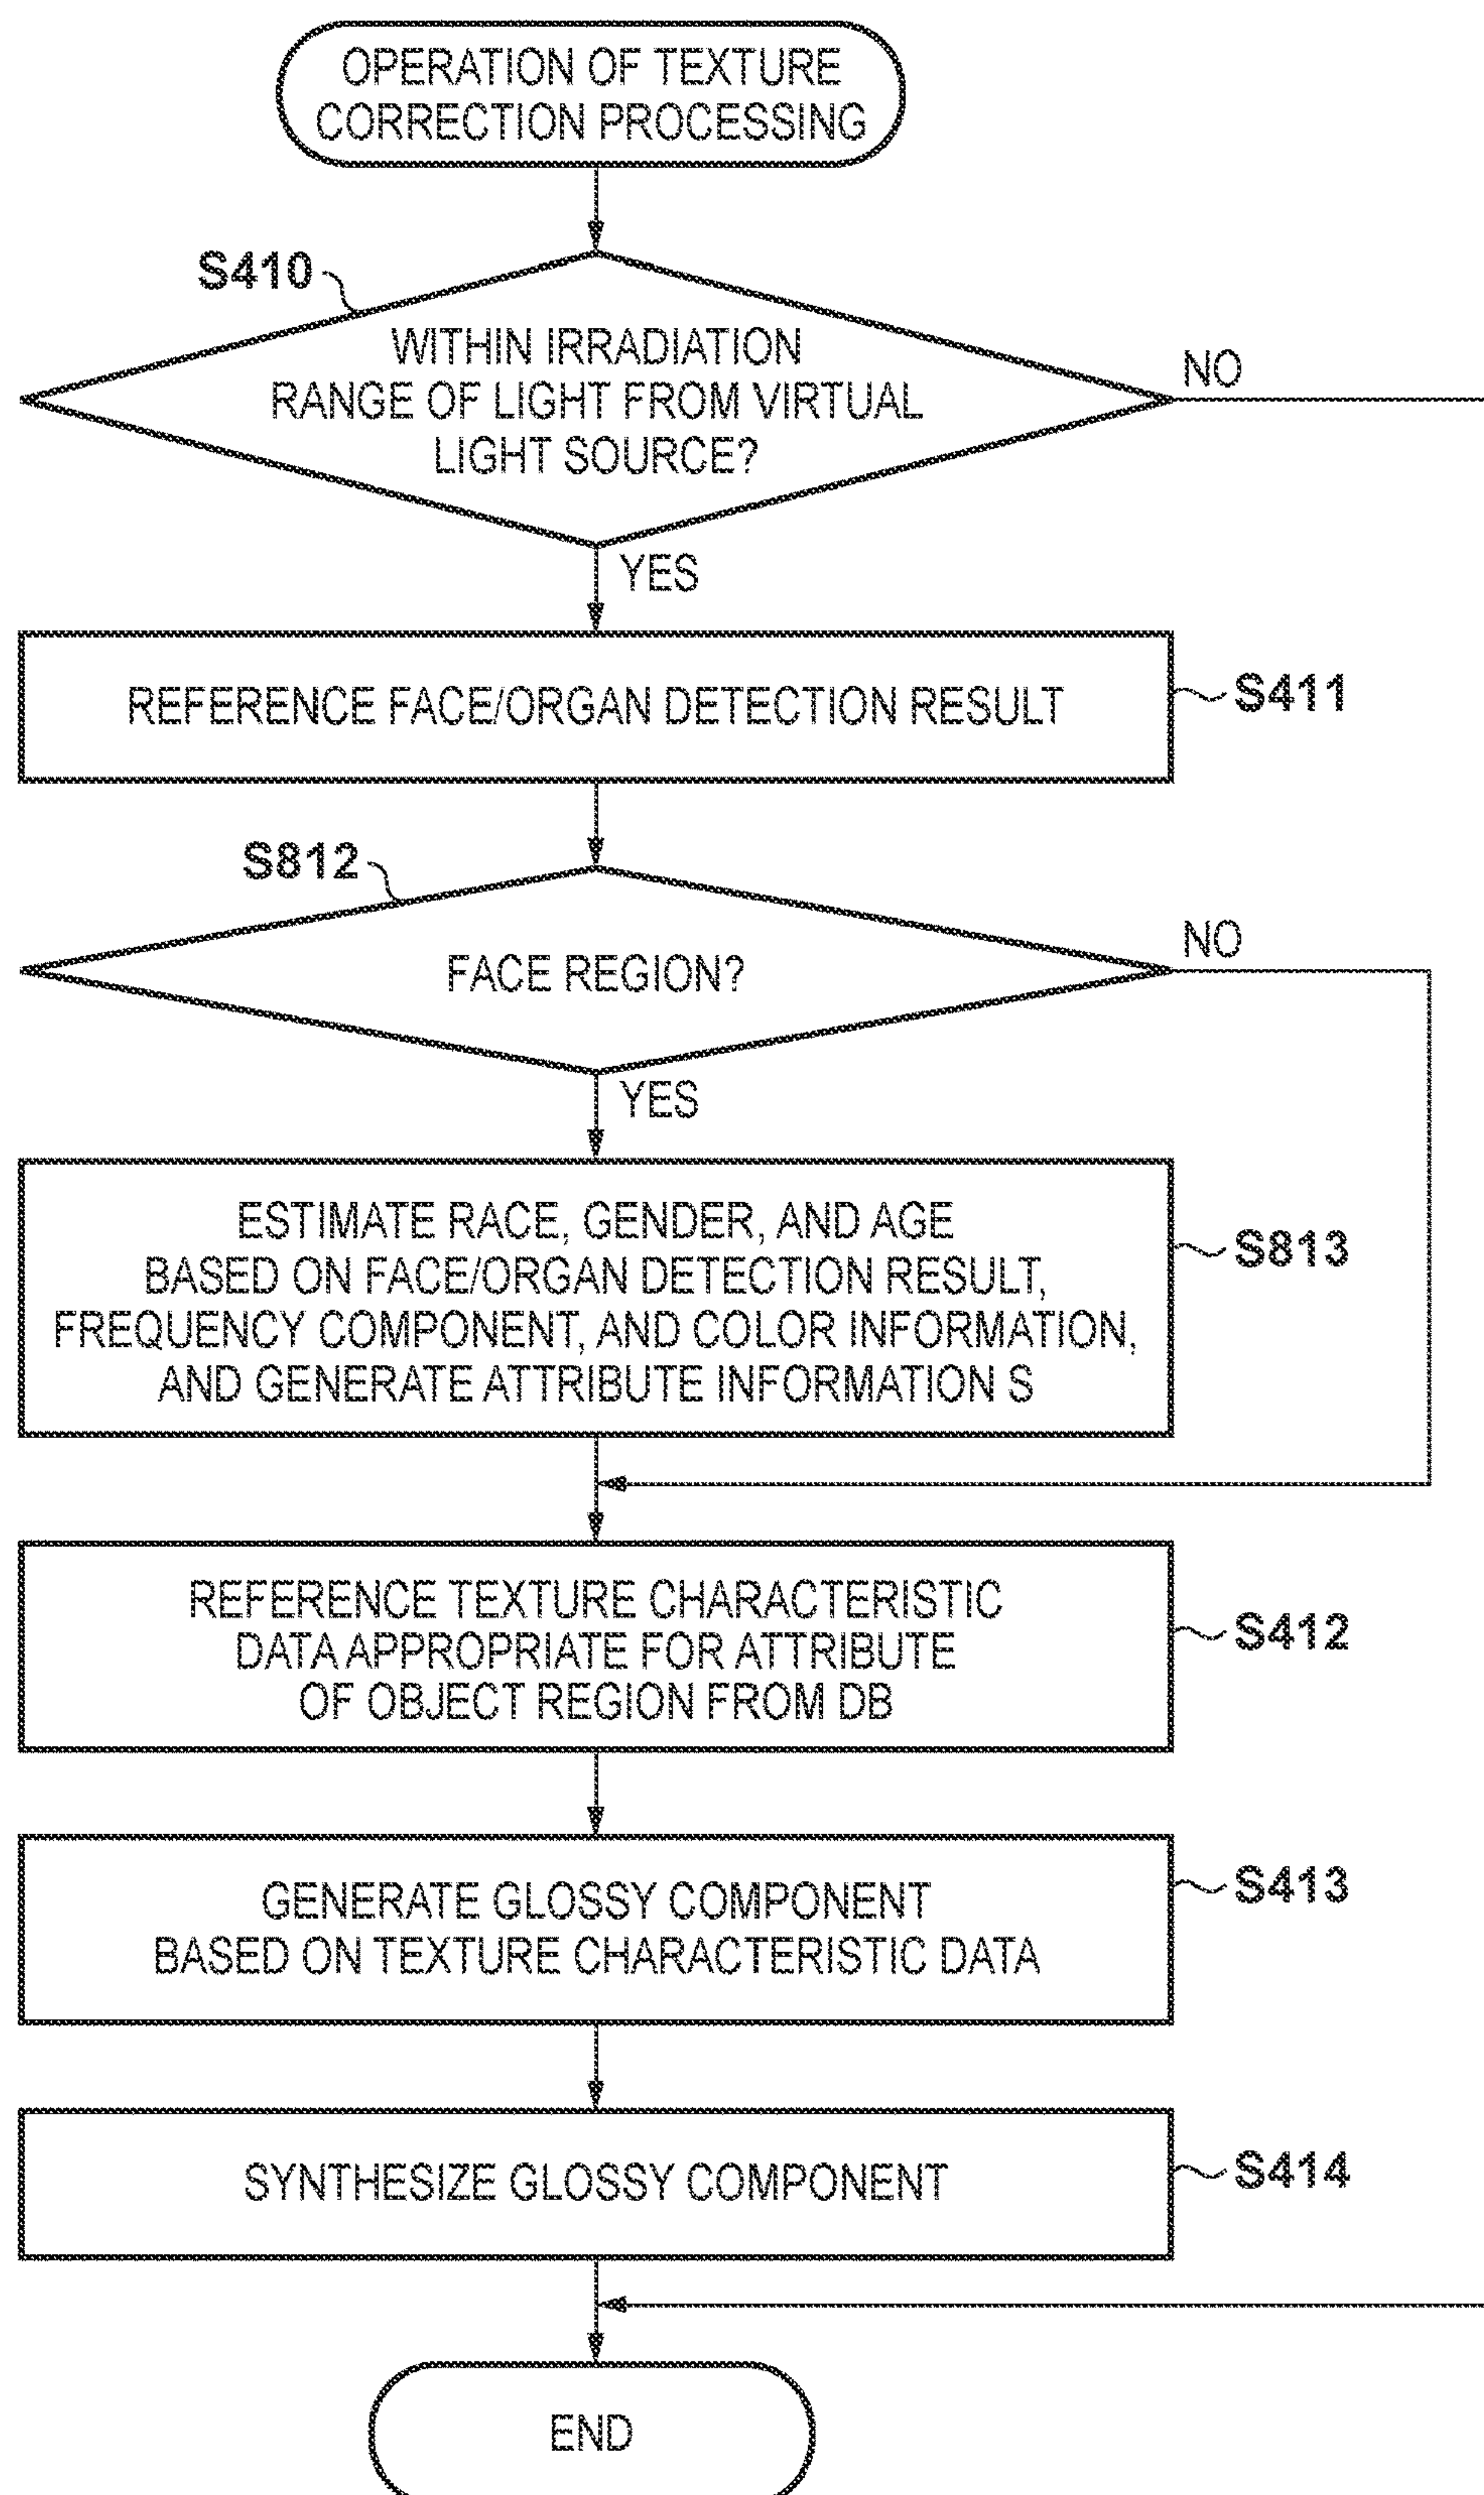 OPERATION OF TEXTURE
CORRECTION PROCESSING
S410
WITHIN IRRADIATION
RANGE OF LIGHT FROM VIRTUAL
LIGHT SOURCE?
NO
YES
REFERENCE FACE/ORGAN DETECTION RESULT
S411
S812
FACE REGION?
NO
YES
ESTIMATE RACE, GENDER, AND AGE
BASED ON FACE/ORGAN DETECTION RESULT,
FREQUENCY COMPONENT, AND COLOR INFORMATION,
AND GENERATE ATTRIBUTE INFORMATION S
S813
REFERENCE TEXTURE CHARACTERISTIC
DATA APPROPRIATE FOR ATTRIBUTE
OF OBJECT REGION FROM DB
S412
GENERATE GLOSSY COMPONENT
BASED ON TEXTURE CHARACTERISTIC DATA
S413
SYNTHESIZE GLOSSY COMPONENT
S414
END